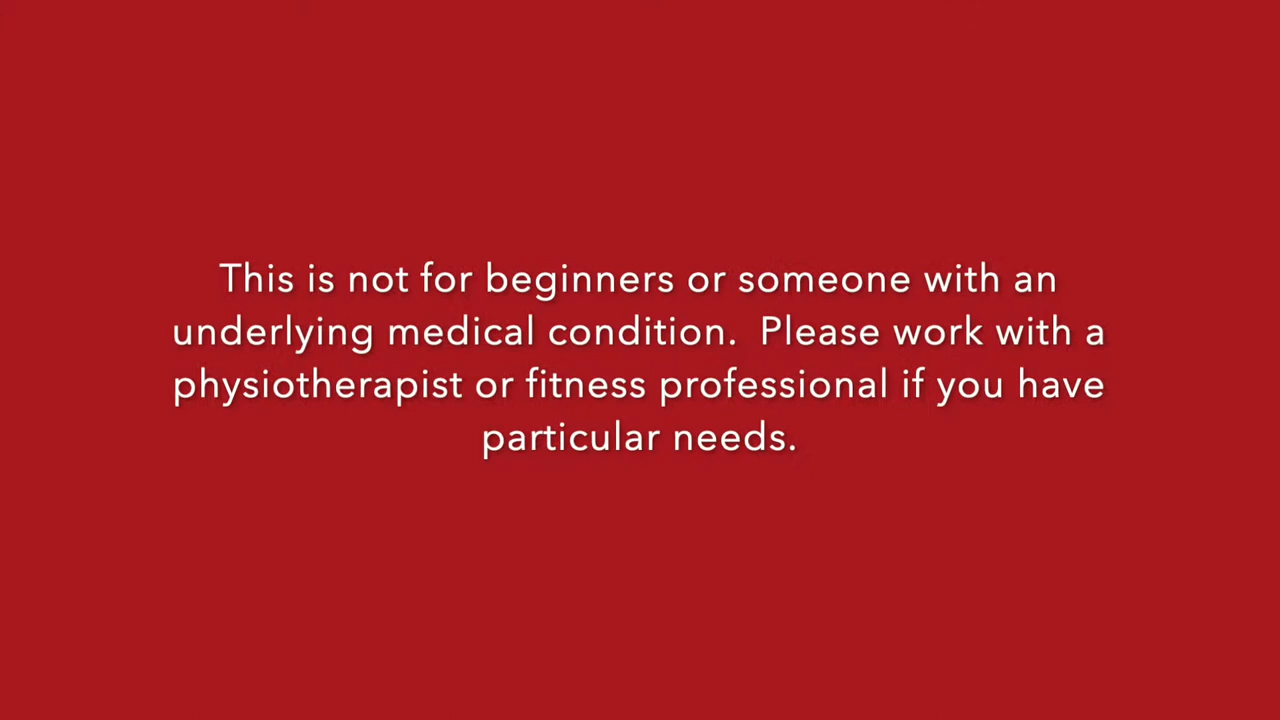 This is not for beginners or someone with an
underlying medical condition.  Please work with a
physiotherapist or fitness professional if you have
particular needs.